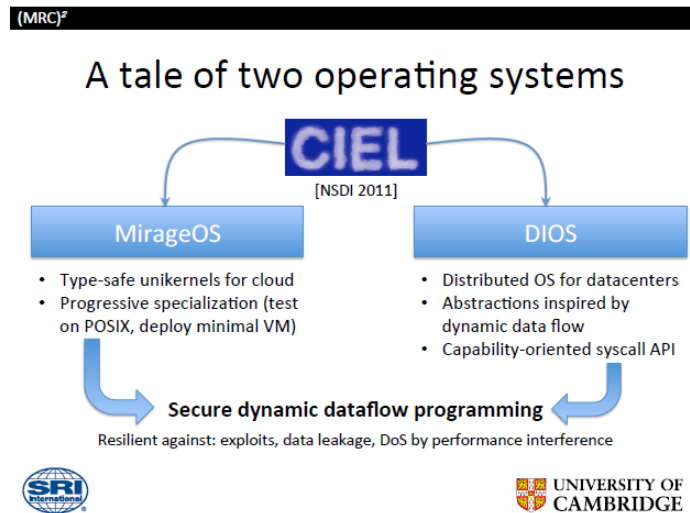 (MRC)²
A tale of two operating systems
CIEL
[NSDI 2011]
MirageOS
• Type-safe unikernels for cloud
• Progressive specialization (test
on POSIX, deploy minimal VM)
DIOS
• Distributed OS for datacenters
• Abstractions inspired by
dynamic data flow
• Capability-oriented syscall API
Secure dynamic dataflow programming
Resilient against: exploits, data leakage, DoS by performance interference
SRI
International
UNIVERSITY OF
CAMBRIDGE